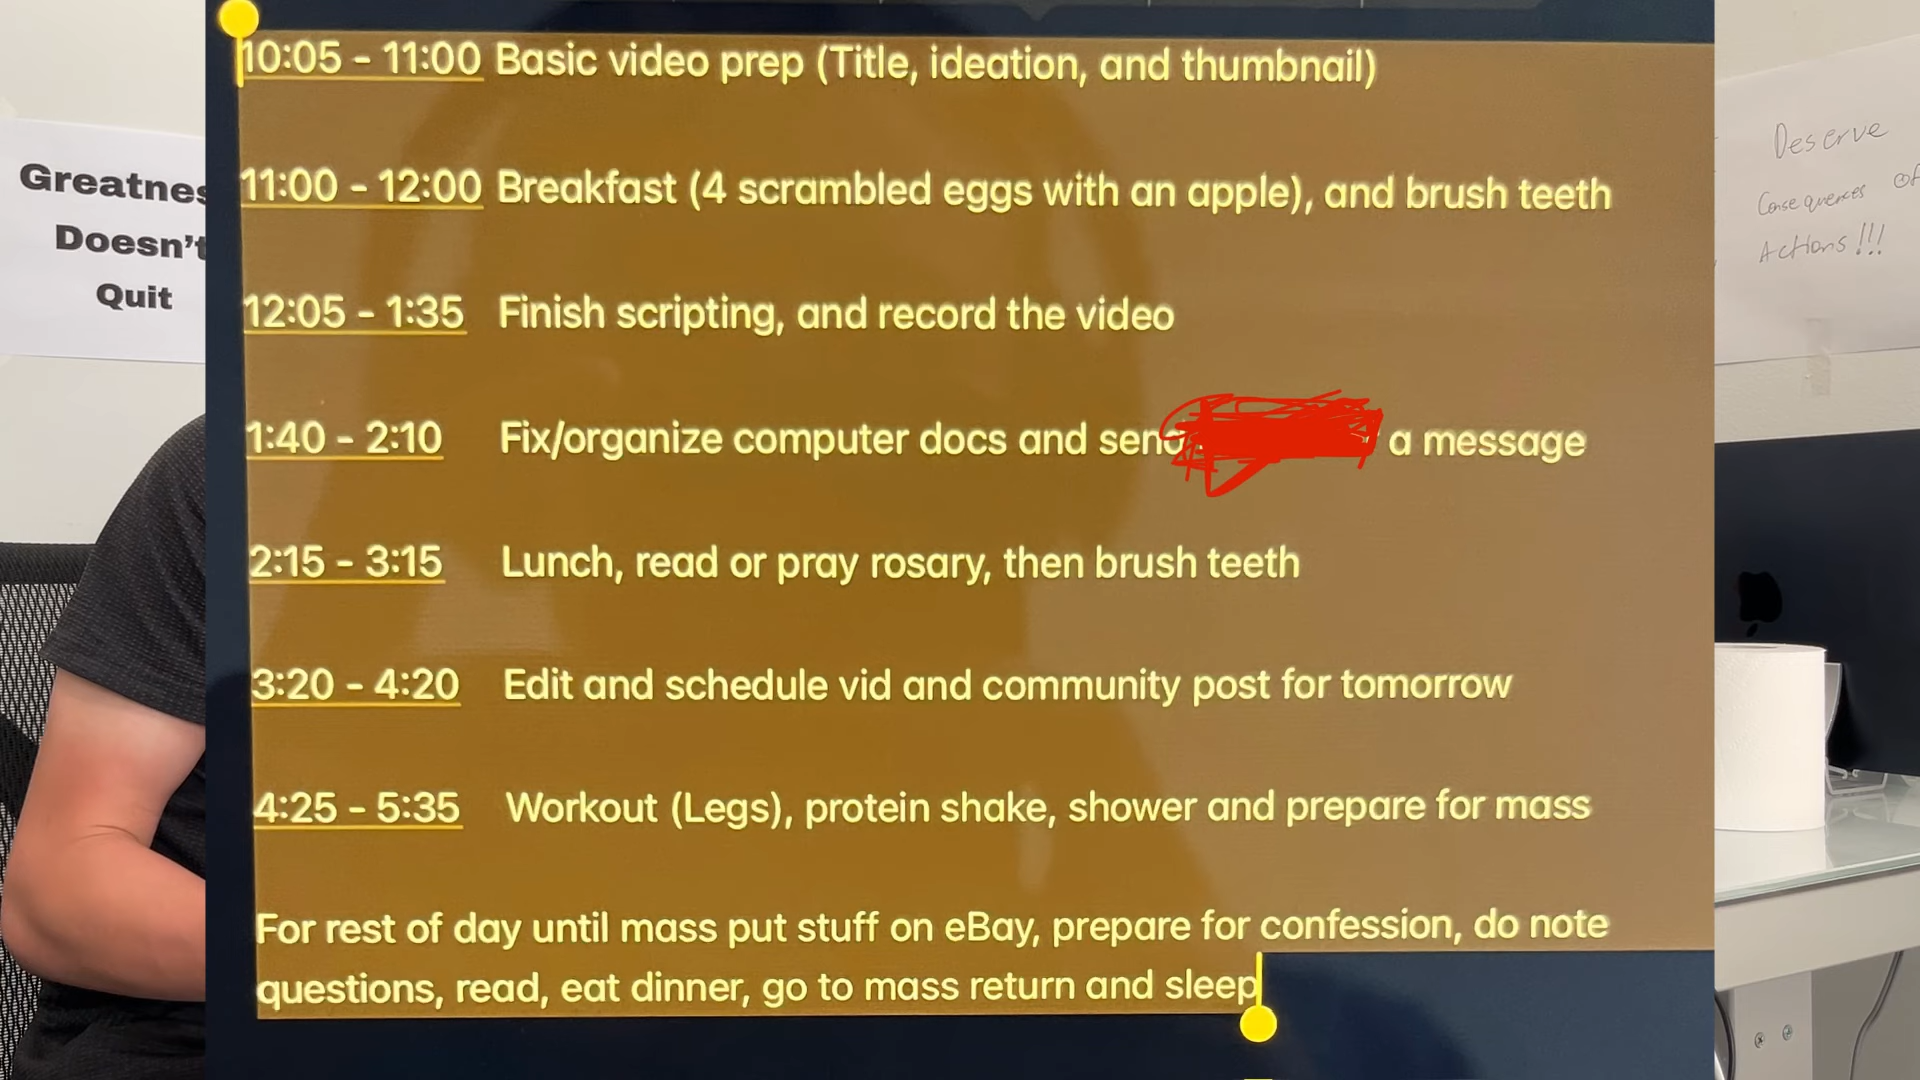 Greatnes
Doesn't
Quit
10:05 - 11:00 Basic video prep (Title, ideation, and thumbnail)
11:00 - 12:00 Breakfast (4 scrambled eggs with an apple), and brush teeth
12:05 - 1:35 Finish scripting, and record the video
1:40 - 2:10 Fix/organize computer docs and send a message
2:15 - 3:15 Lunch, read or pray rosary, then brush teeth
3:20 - 4:20 Edit and schedule vid and community post for tomorrow
4:25 - 5:35 Workout (Legs), protein shake, shower and prepare for mass
For rest of day until mass put stuff on eBay, prepare for confession, do note
questions, read, eat dinner, go to mass return and sleep
Deserve
Consequences of
Actions!!!